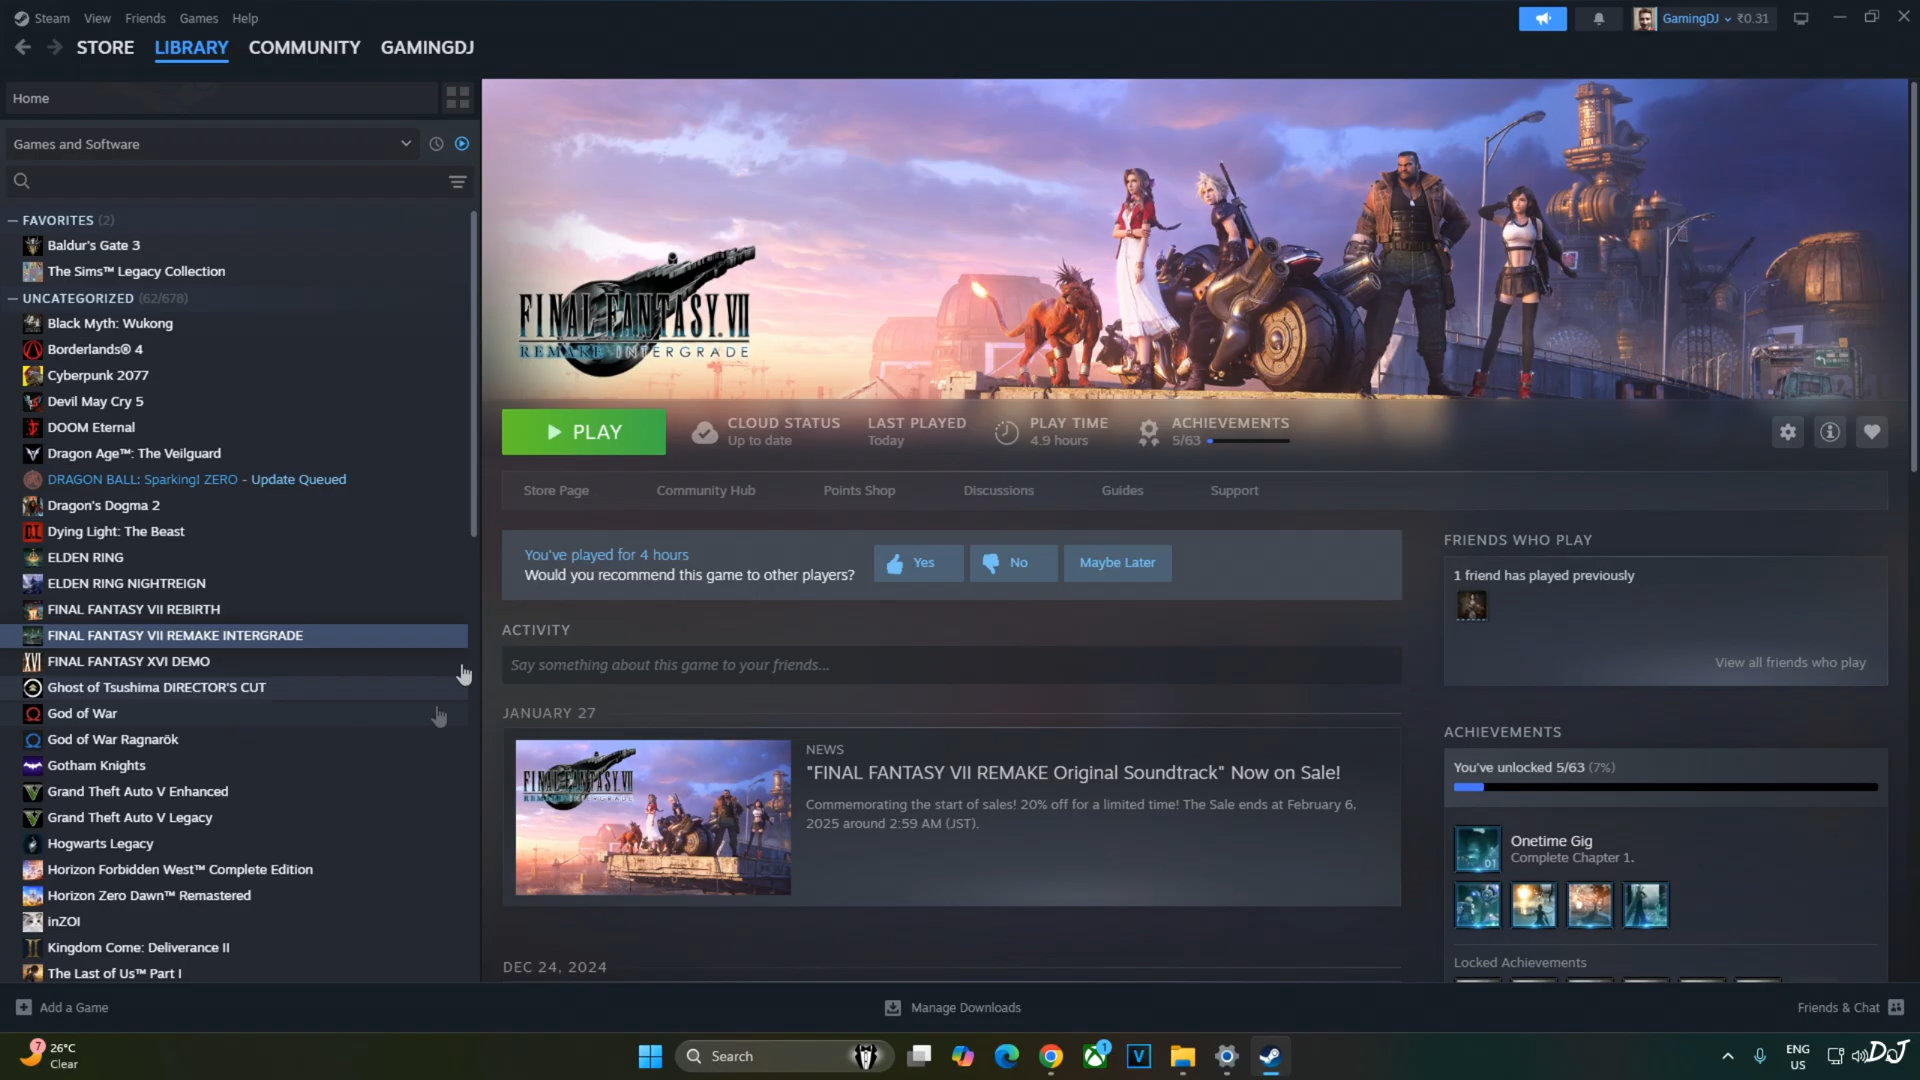 Steam View Friends Games Help
GamingDJ ₹0.31
STORE LIBRARY COMMUNITY GAMINGDJ
Home
Games and Software
— FAVORITES (2)
Baldur's Gate 3
The Sims™ Legacy Collection
— UNCATEGORIZED (62/678)
Black Myth: Wukong
Borderlands® 4
Cyberpunk 2077
Devil May Cry 5
DOOM Eternal
Dragon Age™: The Veilguard
DRAGON BALL: Sparking! ZERO - Update Queued
Dragon's Dogma 2
Dying Light: The Beast
ELDEN RING
ELDEN RING NIGHTREIGN
FINAL FANTASY VII REBIRTH
FINAL FANTASY VII REMAKE INTERGRADE
FINAL FANTASY XVI DEMO
Ghost of Tsushima DIRECTOR'S CUT
God of War
God of War Ragnarök
Gotham Knights
Grand Theft Auto V Enhanced
Grand Theft Auto V Legacy
Hogwarts Legacy
Horizon Forbidden West™ Complete Edition
Horizon Zero Dawn™ Remastered
inZOI
Kingdom Come: Deliverance II
The Last of Us™ Part I
FINAL FANTASY VII
REMAKE INTERGRADE
PLAY
CLOUD STATUS
Up to date
LAST PLAYED
Today
PLAY TIME
4.9 hours
ACHIEVEMENTS
5/63
Store Page Community Hub Points Shop Discussions Guides Support
You've played for 4 hours
Would you recommend this game to other players?
Yes No Maybe Later
ACTIVITY
Say something about this game to your friends...
JANUARY 27
FINAL FANTASY VII
REMAKE INTERGRADE
NEWS
"FINAL FANTASY VII REMAKE Original Soundtrack" Now on Sale!
Commemorating the start of sales! 20% off for a limited time! The Sale ends at February 6,
2025 around 2:59 AM (JST).
DEC 24, 2024
FRIENDS WHO PLAY
1 friend has played previously
View all friends who play
ACHIEVEMENTS
You've unlocked 5/63 (7%)
Onetime Gig
Complete Chapter 1.
Locked Achievements
Add a Game
Manage Downloads
Friends & Chat
7
26°C
Clear
Search
1
V
ENG
US
DJ